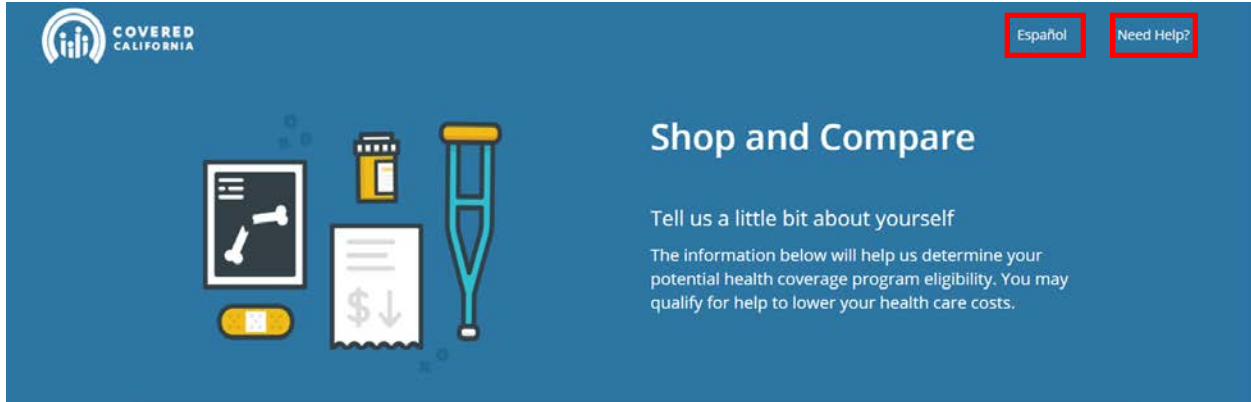 COVERED
CALIFORNIA
Español
Need Help?
Shop and Compare
Tell us a little bit about yourself
The information below will help us determine your
potential health coverage program eligibility. You may
qualify for help to lower your health care costs.
$